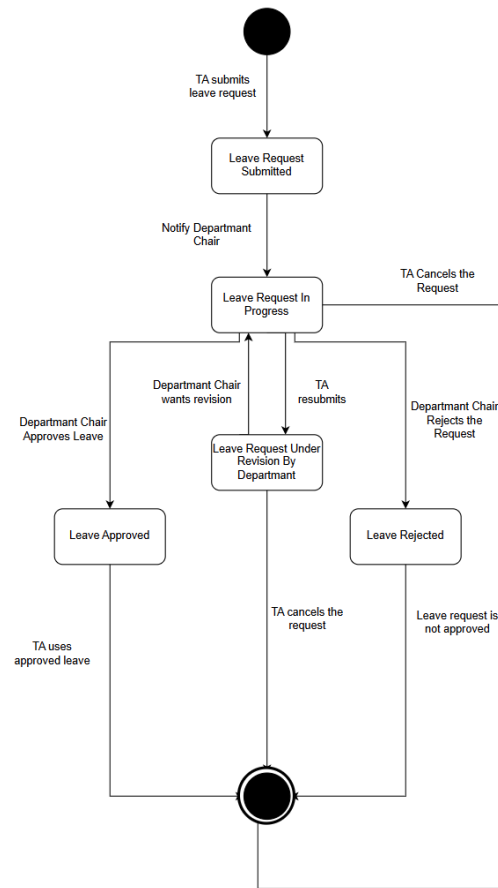 TA submits
leave request
Leave Request
Submitted
Notify Departmant
Chair
Leave Request In
Progress
TA Cancels the
Request
Departmant Chair
wants revision
TA
resubmits
Departmant Chair
Approves Leave
Departmant Chair
Rejects the
Request
Leave Request Under
Revision By
Departmant
Leave Approved
Leave Rejected
TA cancels the
request
Leave request is
not approved
TA uses
approved leave